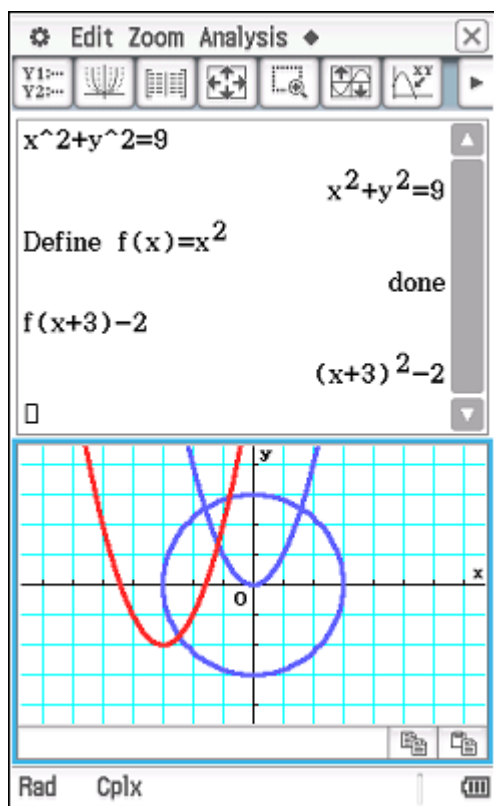 Edit Zoom Analysis ◆
Y1:···
Y2:···
XY
x^2+y^2=9
x²+y²=9
Define f(x)=x²
done
f(x+3)−2
(x+3)²−2
y
x
O
Rad Cplx